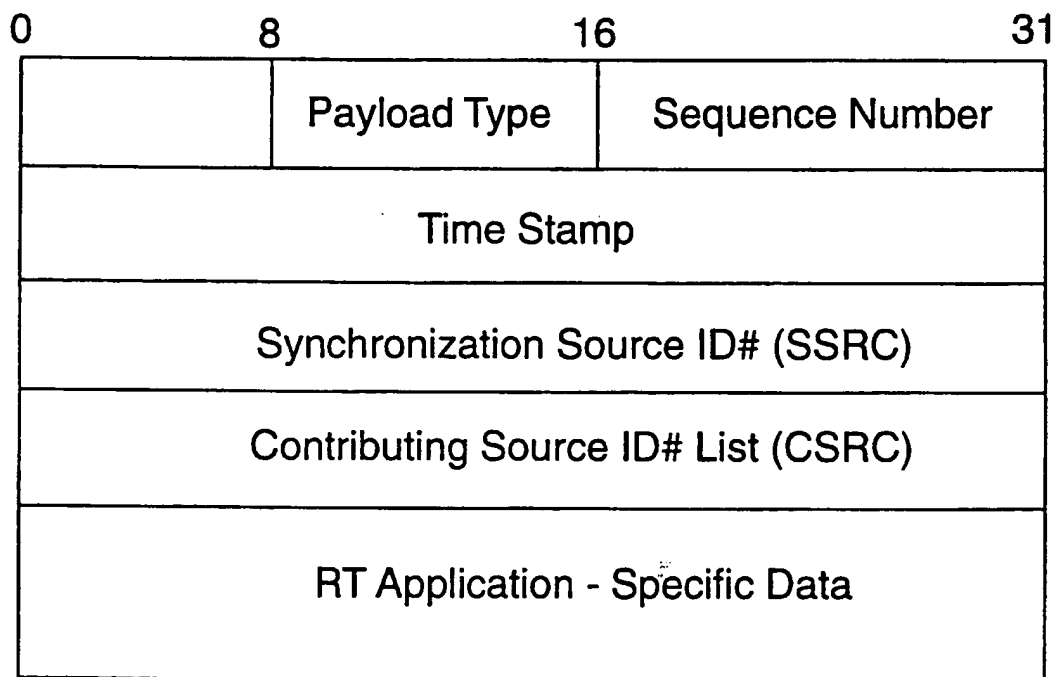 0 8 16 31
Payload Type Sequence Number
Time Stamp
Synchronization Source ID# (SSRC)
Contributing Source ID# List (CSRC)
RT Application - Specific Data